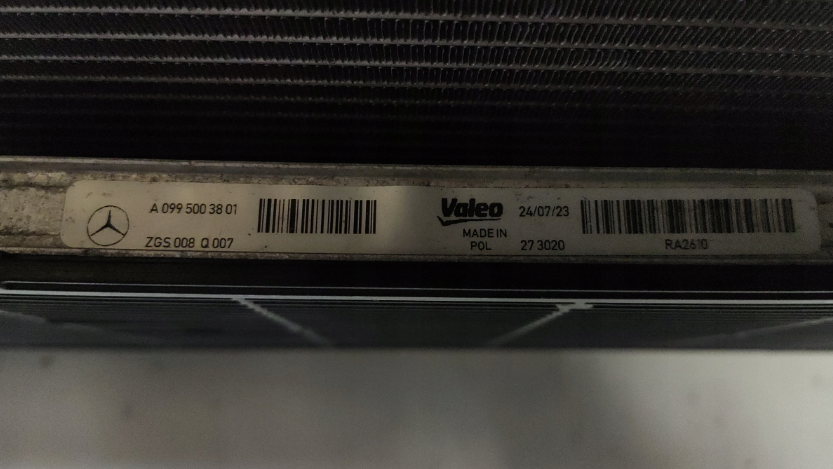 A 099 500 38 01
ZGS 008 Q 007
Valeo
MADE IN
POL
24/07/23
27 3020
RA2610